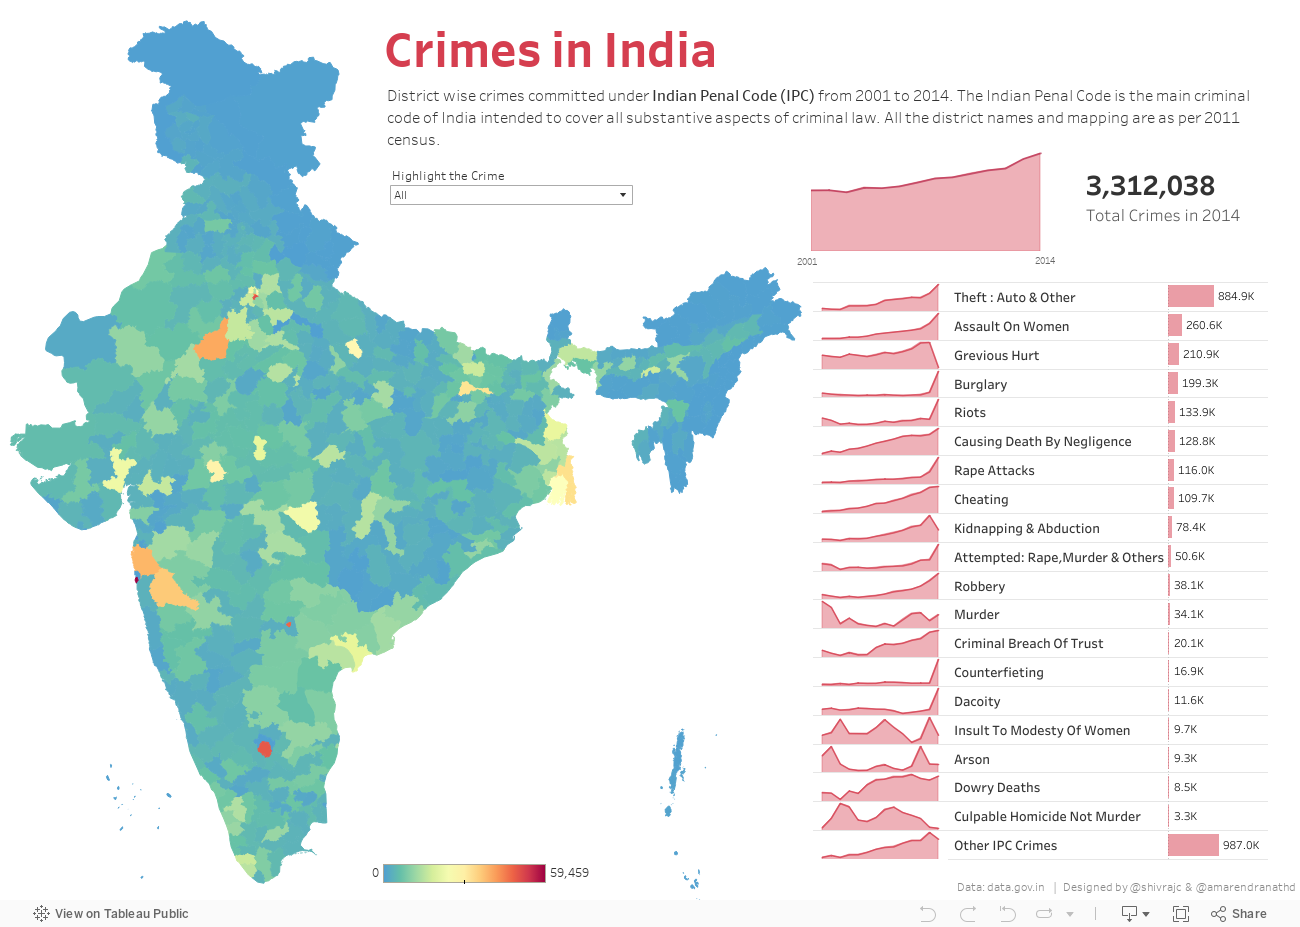 Crimes in India
District wise crimes committed under Indian Penal Code (IPC) from 2001 to 2014. The Indian Penal Code is the main criminal
code of India intended to cover all substantive aspects of criminal law. All the district names and mapping are as per 2011
census.
Highlight the Crime
All
2001
2014
3,312,038
Total Crimes in 2014
Theft : Auto & Other 884.9K
Assault On Women 260.6K
Grevious Hurt 210.9K
Burglary 199.3K
Riots 133.9K
Causing Death By Negligence 128.8K
Rape Attacks 116.0K
Cheating 109.7K
Kidnapping & Abduction 78.4K
Attempted: Rape,Murder & Others 50.6K
Robbery 38.1K
Murder 34.1K
Criminal Breach Of Trust 20.1K
Counterfieting 16.9K
Dacoity 11.6K
Insult To Modesty Of Women 9.7K
Arson 9.3K
Dowry Deaths 8.5K
Culpable Homicide Not Murder 3.3K
Other IPC Crimes 987.0K
0 59,459
Data: data.gov.in | Designed by @shivrajc & @amarendranathd
View on Tableau Public
Share